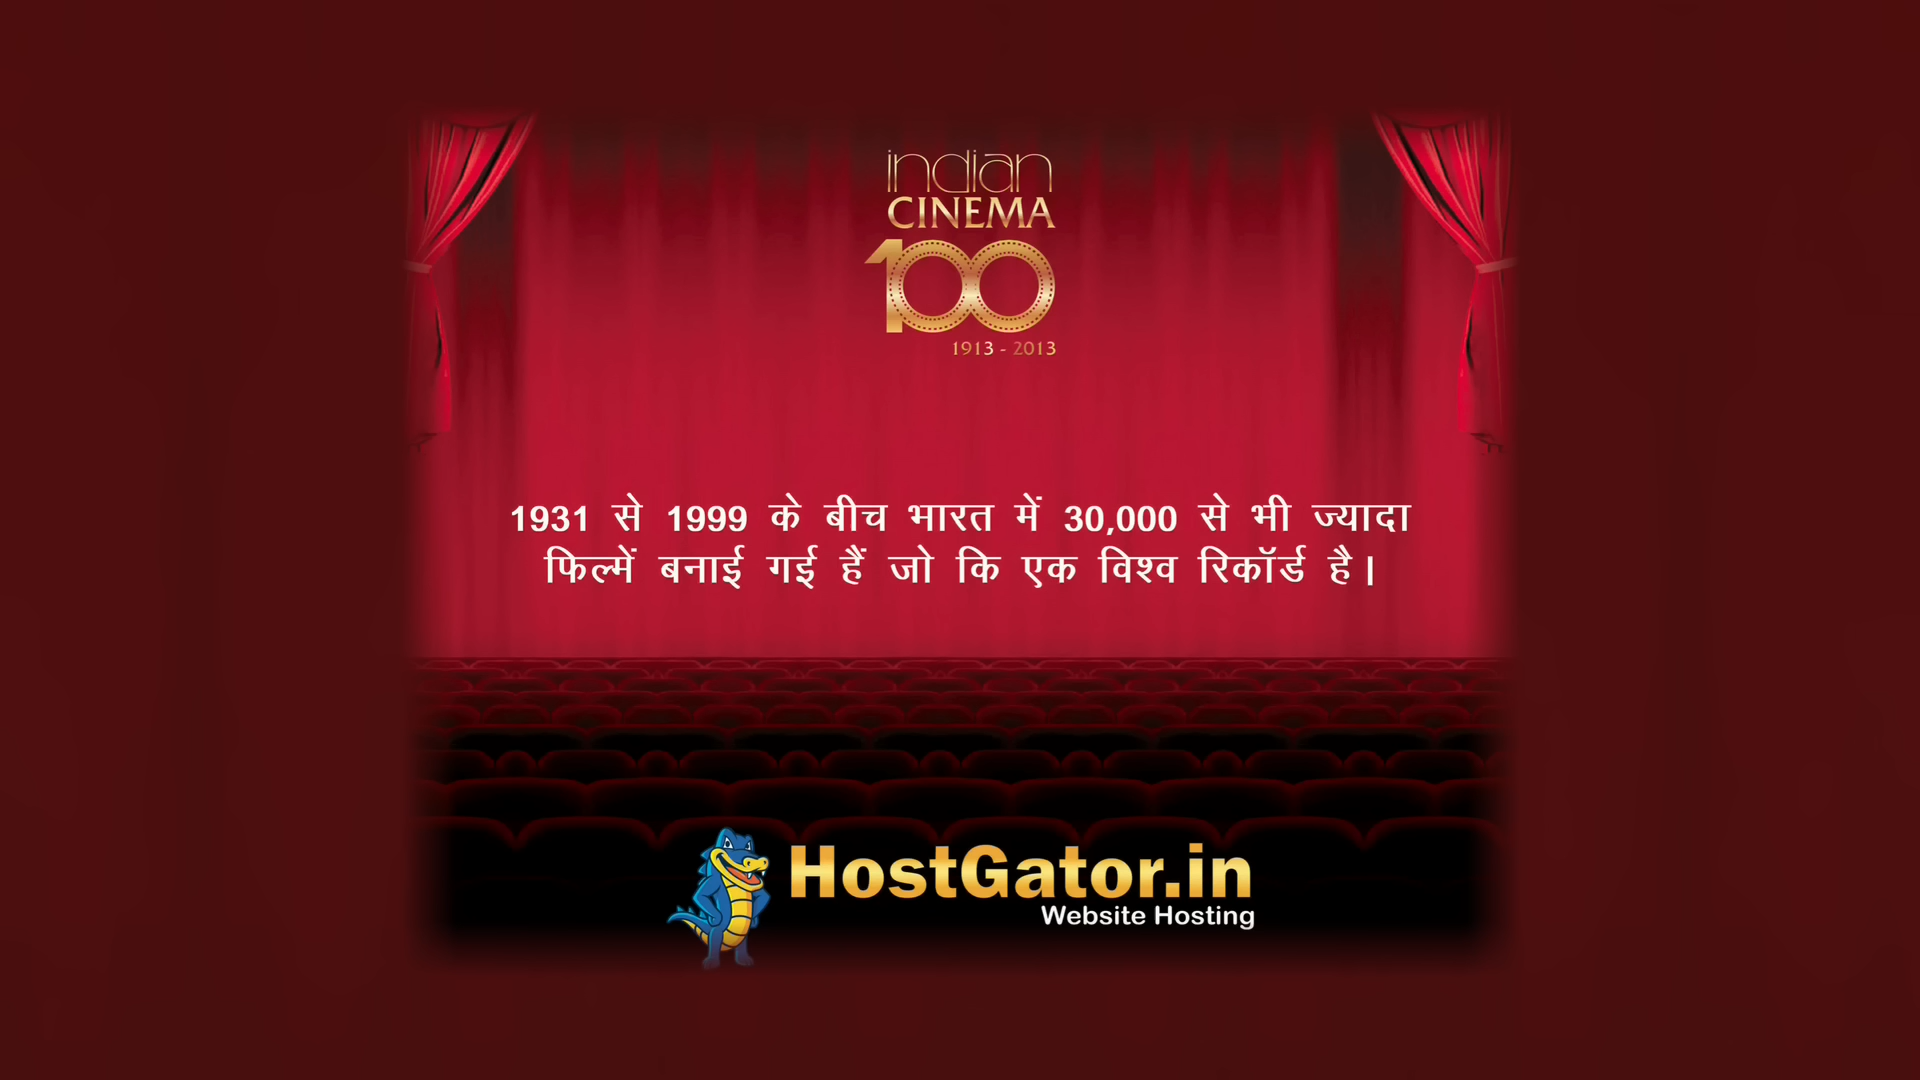 indian
CINEMA
100
1913 - 2013
1931 से 1999 के बीच भारत में 30,000 से भी ज्यादा
फिल्में बनाई गई हैं जो कि एक विश्व रिकॉर्ड है।
HostGator.in
Website Hosting